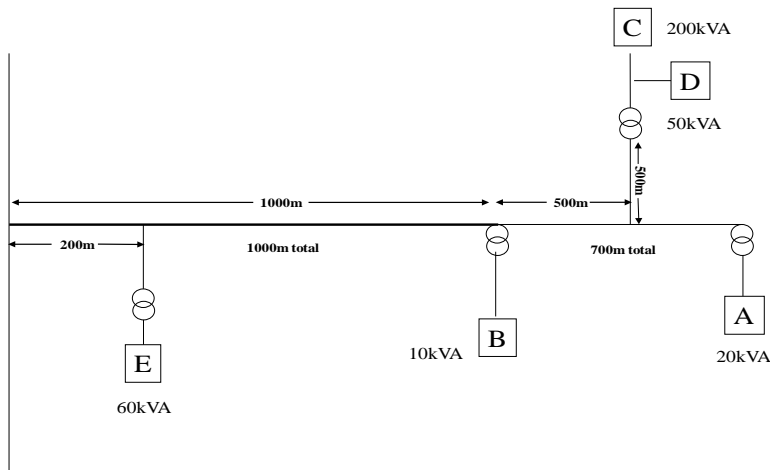 C
200kVA
D
50kVA
500m
1000m
500m
200m
1000m total
700m total
E
B
A
10kVA
20kVA
60kVA